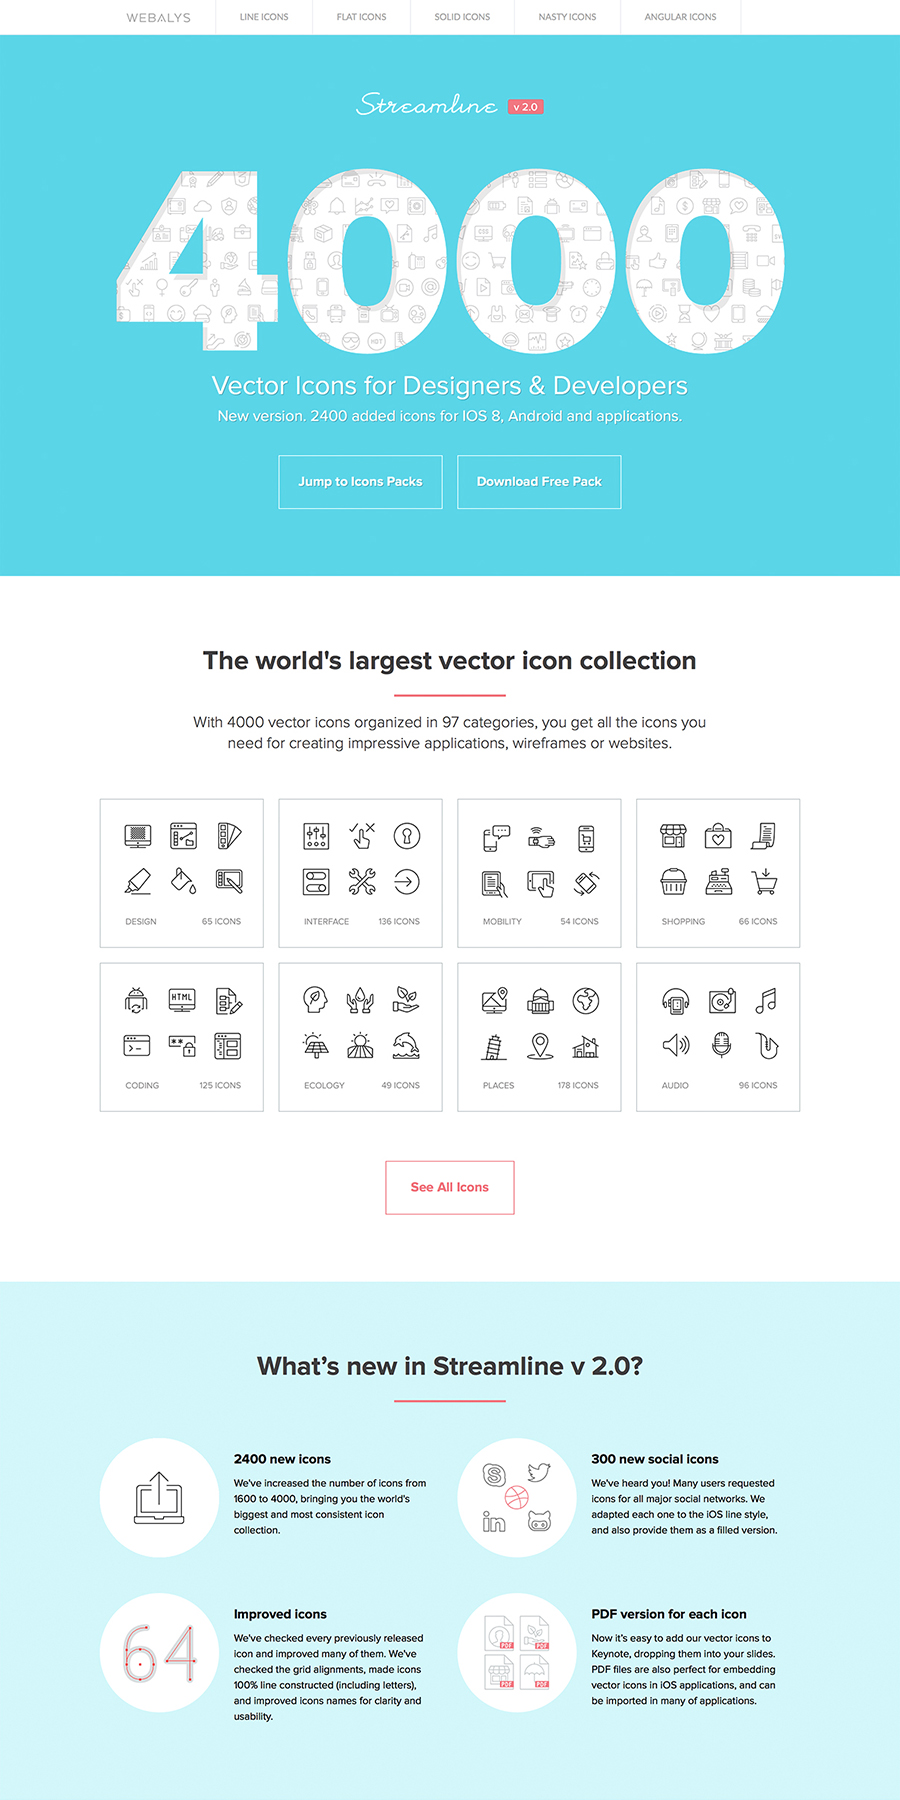 WEBALYS
LINE ICONS
FLAT ICONS
SOLID ICONS
NASTY ICONS
ANGULAR ICONS
Streamline v 2.0
4000
Vector Icons for Designers & Developers
New version. 2400 added icons for IOS 8, Android and applications.
Jump to Icons Packs
Download Free Pack
The world's largest vector icon collection
With 4000 vector icons organized in 97 categories, you get all the icons you
need for creating impressive applications, wireframes or websites.
DESIGN 65 ICONS
INTERFACE 136 ICONS
MOBILITY 54 ICONS
SHOPPING 66 ICONS
HTML
CODING 125 ICONS
ECOLOGY 49 ICONS
PLACES 178 ICONS
AUDIO 96 ICONS
See All Icons
What's new in Streamline v 2.0?
2400 new icons
We've increased the number of icons from
1600 to 4000, bringing you the world's
biggest and most consistent icon
collection.
S
in
300 new social icons
We've heard you! Many users requested
icons for all major social networks. We
adapted each one to the iOS line style,
and also provide them as a filled version.
64
Improved icons
We've checked every previously released
icon and improved many of them. We've
checked the grid alignments, made icons
100% line constructed (including letters),
and improved icons names for clarity and
usability.
PDF PDF
PDF PDF
PDF version for each icon
Now it's easy to add our vector icons to
Keynote, dropping them into your slides.
PDF files are also perfect for embedding
vector icons in iOS applications, and can
be imported in many of applications.